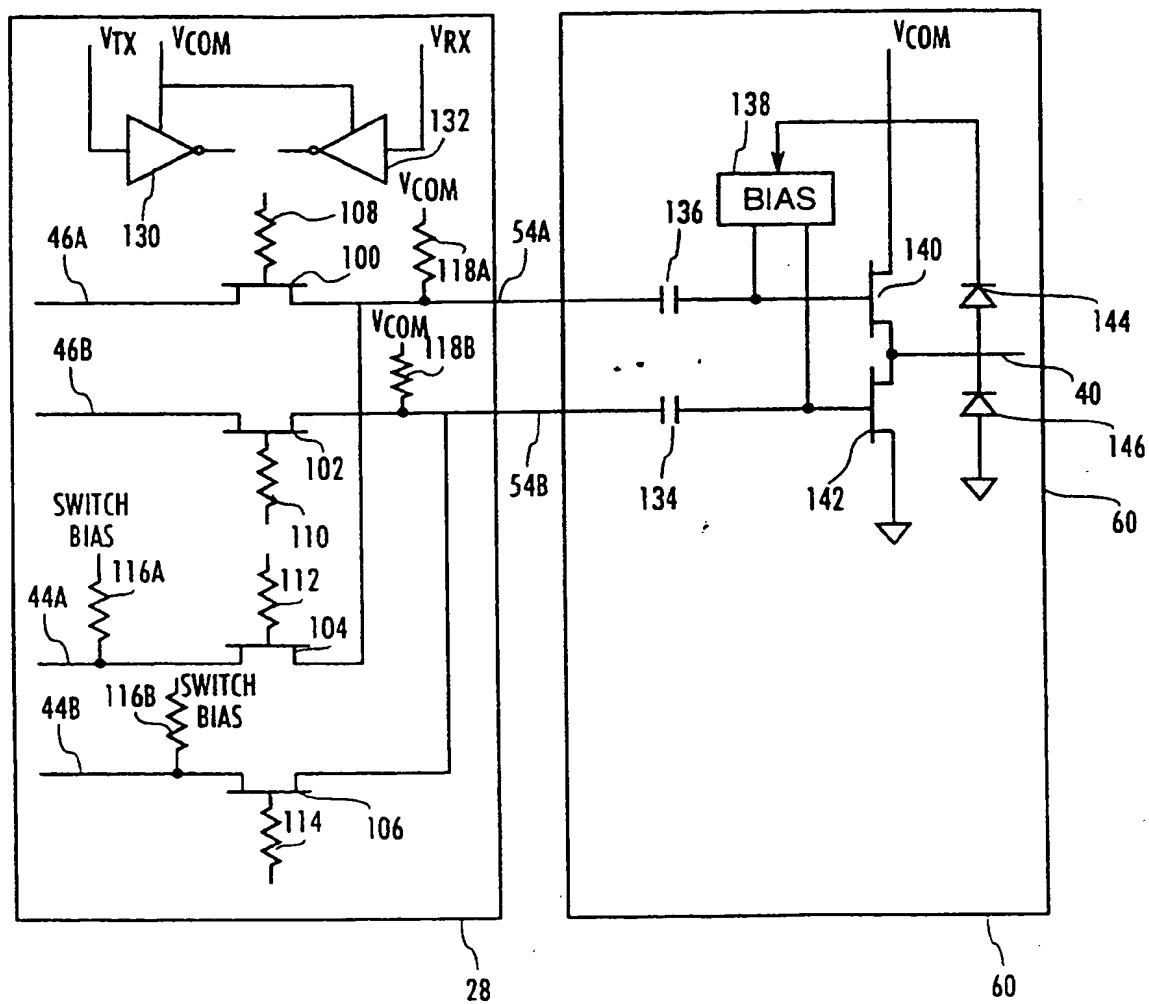 VTX VCOM VRX
VCOM
132
138
VCOM
BIAS
130
108
136
46A
100
118A
54A
140
144
VCOM
118B
46B
40
102
54B
134
142
146
60
SWITCH
BIAS
110
116A
112
44A
104
116B
SWITCH
BIAS
44B
114
106
28
60